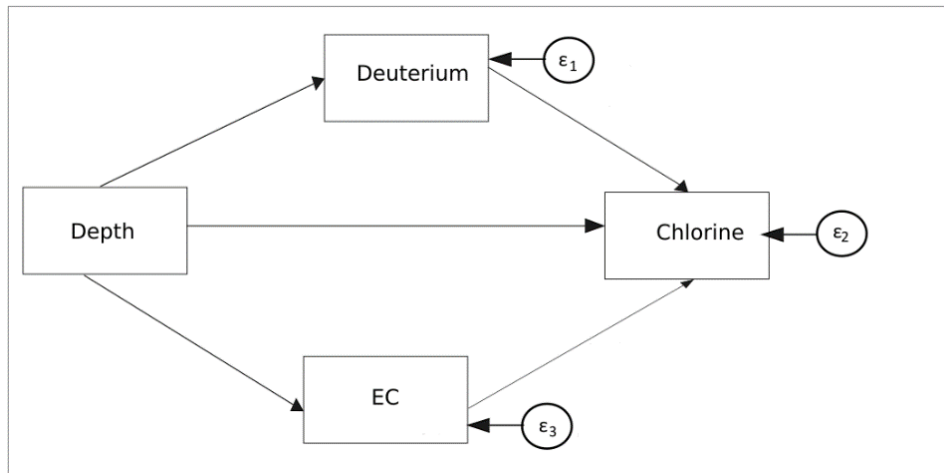 Deuterium
ε1
Depth
Chlorine
ε2
EC
ε3